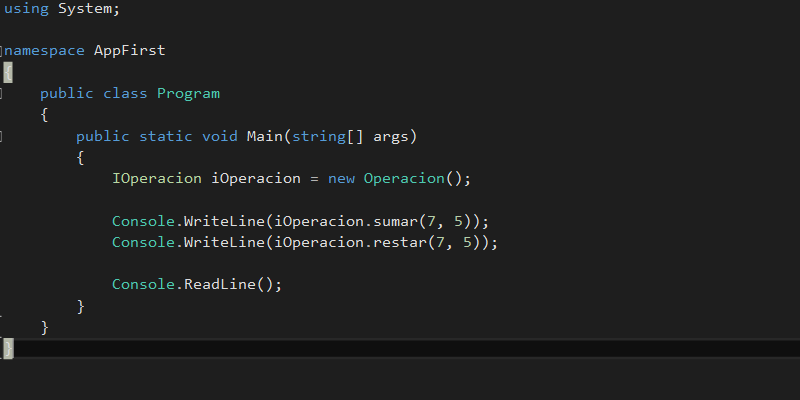 using System;
namespace AppFirst
{
public class Program
{
public static void Main(string[] args)
{
IOperacion iOperacion = new Operacion();
Console.WriteLine(iOperacion.sumar(7, 5));
Console.WriteLine(iOperacion.restar(7, 5));
Console.ReadLine();
}
}
}